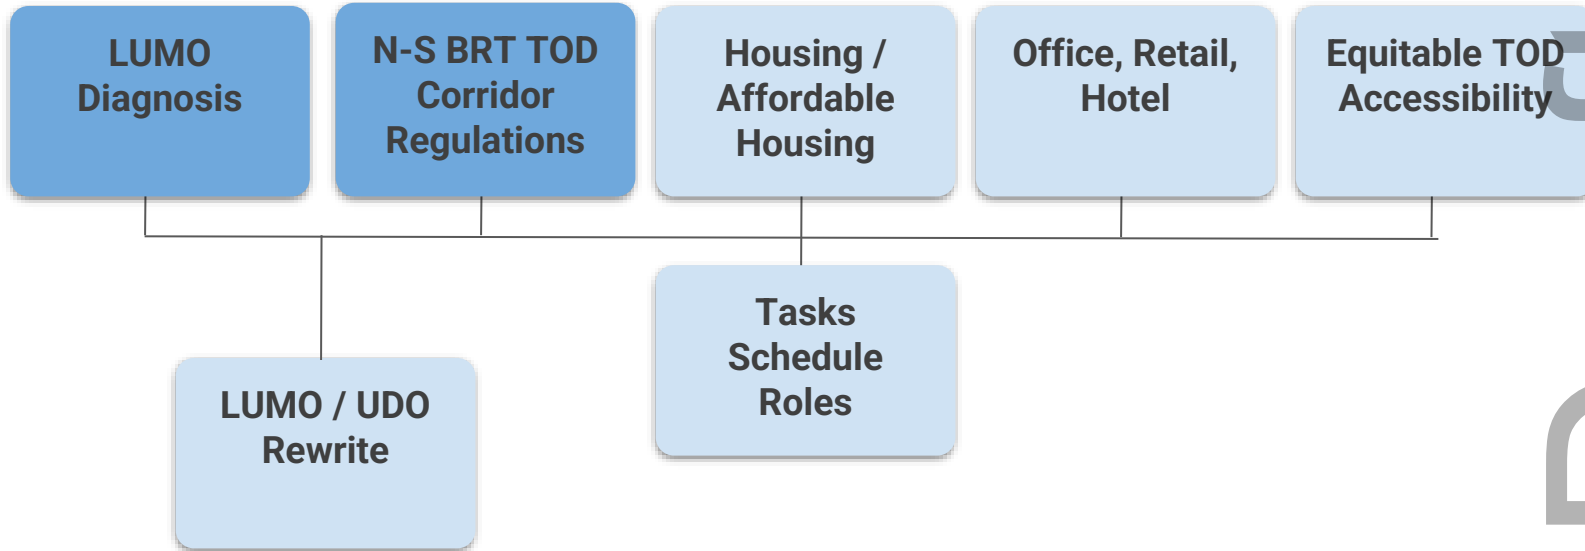 LUMO
Diagnosis
N-S BRT TOD
Corridor
Regulations
Housing /
Affordable
Housing
Office, Retail,
Hotel
Equitable TOD
Accessibility
Tasks
Schedule
Roles
LUMO / UDO
Rewrite